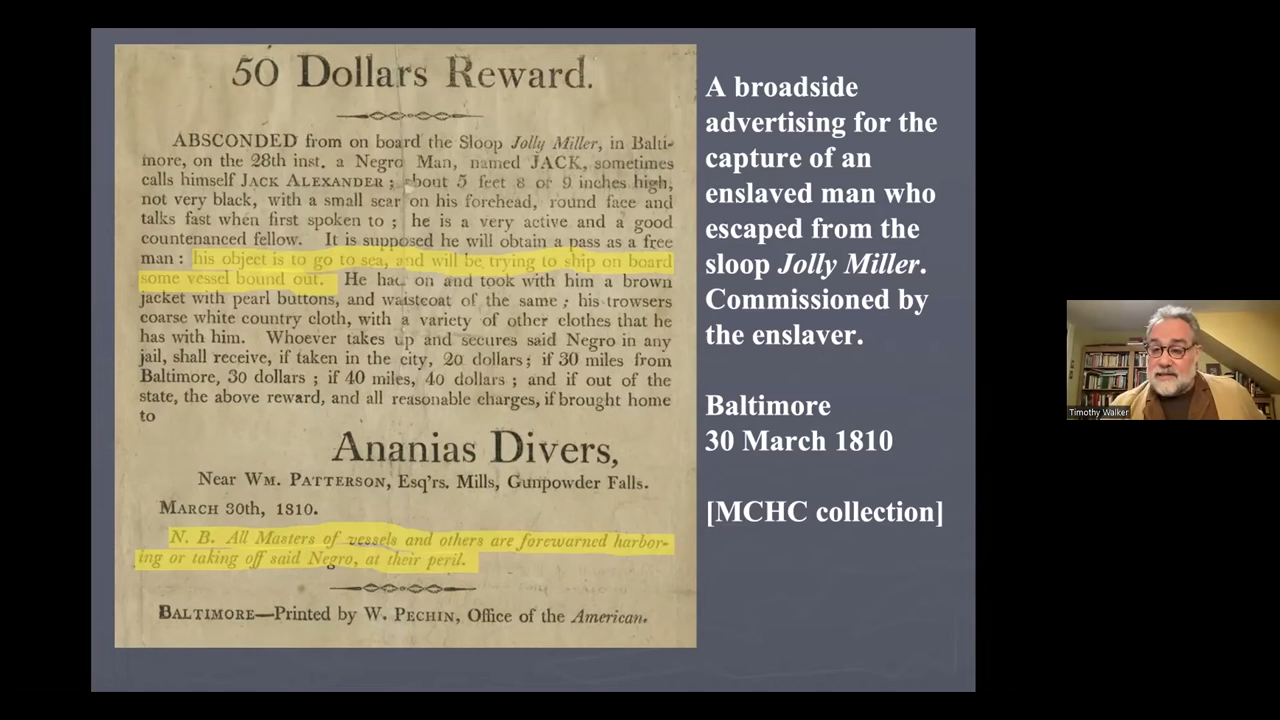 50 Dollars Reward.
ABSCONDED from on board the Sloop Jolly Miller, in Balti-
more, on the 28th inst. a Negro Man, named JACK, sometimes
calls himself JACK ALEXANDER; about 5 feet 8 or 9 inches high,
not very black, with a small scar on his forehead, round face and
talks fast when first spoken to; he is a very active and a good
countenanced fellow. It is supposed he will obtain a pass as a free
man: his object is to go to sea, and will be trying to ship on board
some vessel bound out. He had on and took with him a brown
jacket with pearl buttons, and waistcoat of the same; his trowsers
coarse white country cloth, with a variety of other clothes that he
has with him. Whoever takes up and secures said Negro in any
jail, shall receive, if taken in the city, 20 dollars; if 30 miles from
Baltimore, 30 dollars; if 40 miles, 40 dollars; and if out of the
state, the above reward, and all reasonable charges, if brought home
to
Ananias Divers,
Near WM. PATTERSON, Esq'rs. Mills, Gunpowder Falls.
MARCH 30th, 1810.
N. B. All Masters of vessels and others are forewarned harbor-
ing or taking off said Negro, at their peril.
BALTIMORE—Printed by W. PECHIN, Office of the American.
A broadside
advertising for the
capture of an
enslaved man who
escaped from the
sloop Jolly Miller.
Commissioned by
the enslaver.
Baltimore
30 March 1810
[MCHC collection]
Timothy Walker